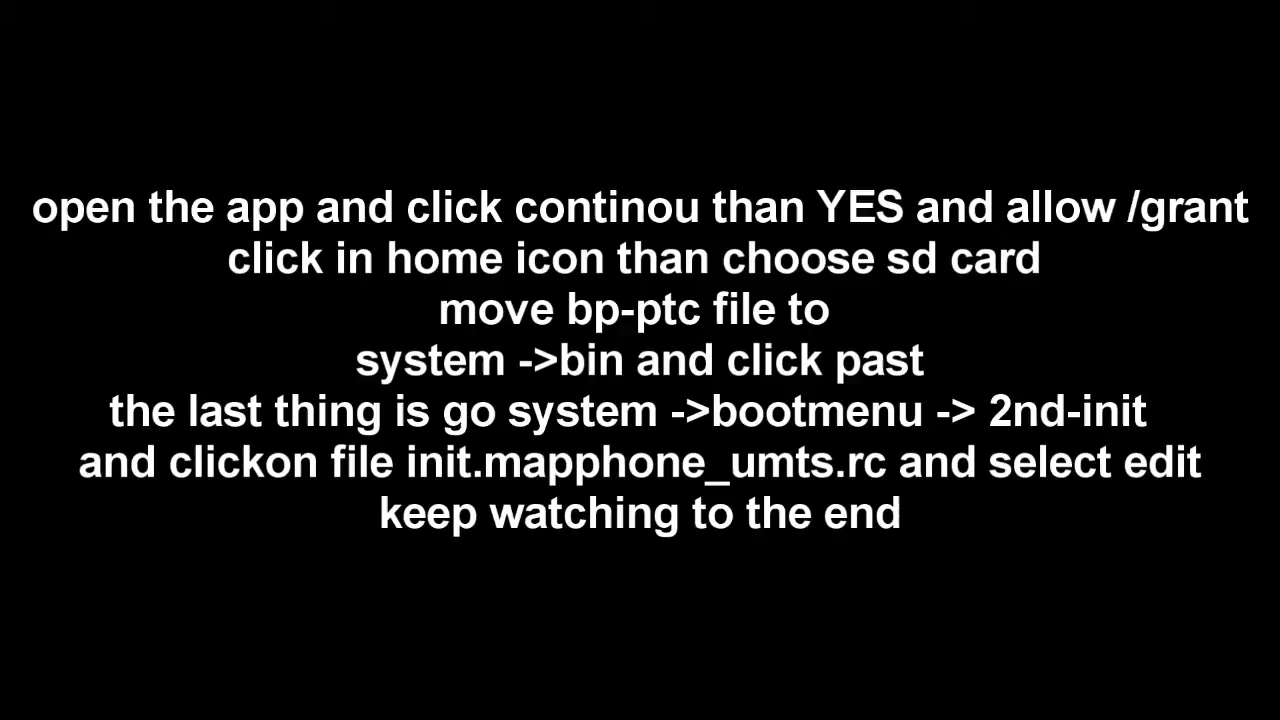 open the app and click continou than YES and allow /grant
click in home icon than choose sd card
move bp-ptc file to
system ->bin and click past
the last thing is go system ->bootmenu -> 2nd-init
and clickon file init.mapphone_umts.rc and select edit
keep watching to the end